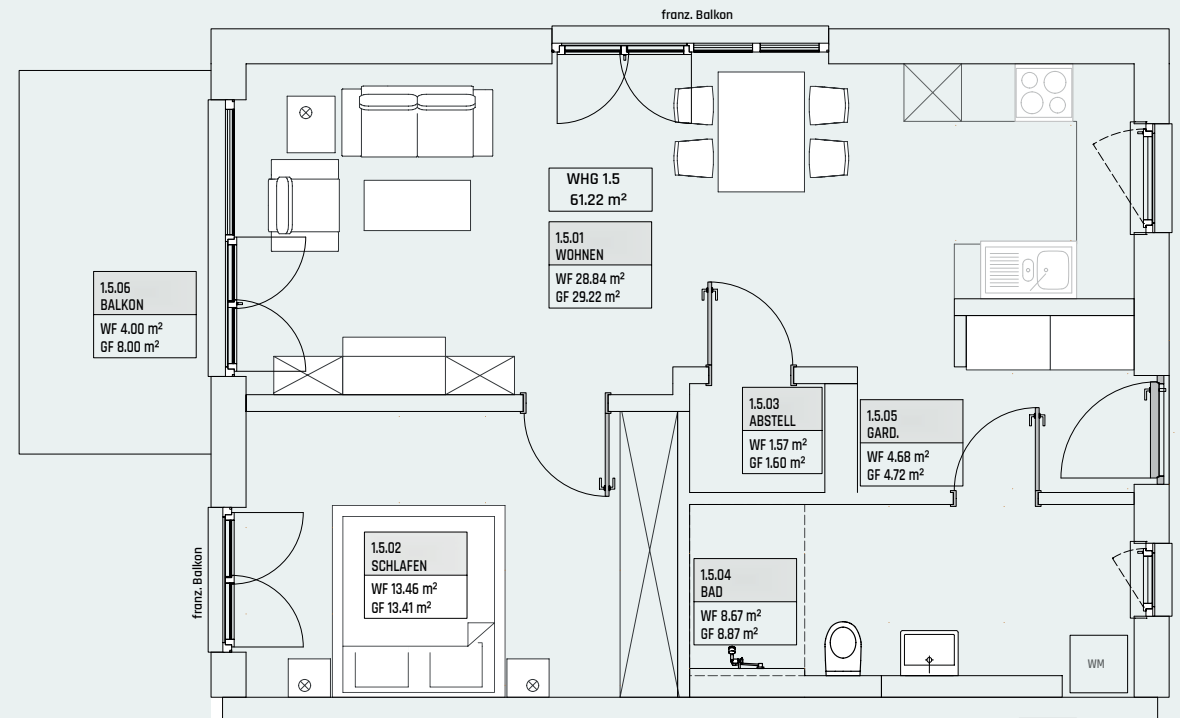 franz. Balkon
WHG 1.5
61.22 m²
1.5.01
WOHNEN
WF 28.84 m²
GF 29.22 m²
1.5.06
BALKON
WF 4.00 m²
GF 8.00 m²
1.5.03
ABSTELL
WF 1.57 m²
GF 1.60 m²
1.5.05
GARD.
WF 4.68 m²
GF 4.72 m²
franz. Balkon
1.5.02
SCHLAFEN
WF 13.46 m²
GF 13.41 m²
1.5.04
BAD
WF 8.67 m²
GF 8.87 m²
WM